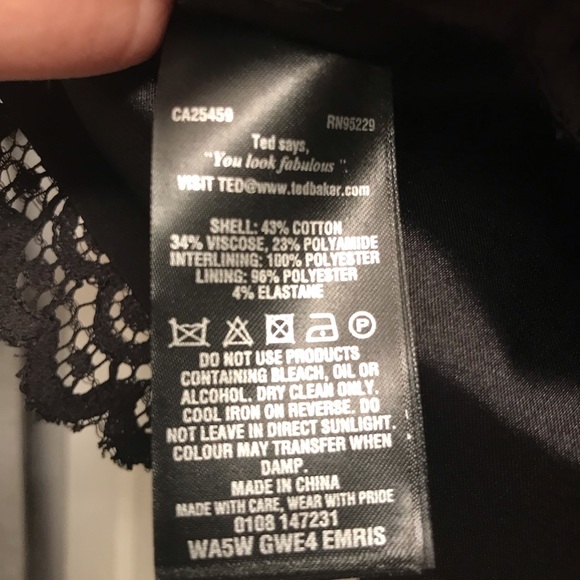 CA25459
RN95229
Ted says,
"You look fabulous".
VISIT TED@www.tedbaker.com
SHELL: 43% COTTON
34% VISCOSE, 23% POLYAMIDE
INTERLINING: 100% POLYESTER
LINING: 96% POLYESTER
4% ELASTANE
P
DO NOT USE PRODUCTS
CONTAINING BLEACH, OIL OR
ALCOHOL. DRY CLEAN ONLY.
COOL IRON ON REVERSE. DO
NOT LEAVE IN DIRECT SUNLIGHT.
COLOUR MAY TRANSFER WHEN
DAMP.
MADE IN CHINA
MADE WITH CARE, WEAR WITH PRIDE
0108 147231
WA5W GWE4 EMRIS